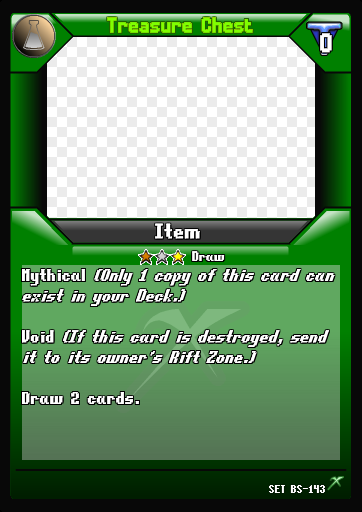 Treasure Chest
0
Item
Draw
Mythical (Only 1 copy of this card can
exist in your Deck.)
Void (If this card is destroyed, send
it to its owner's Rift Zone.)
Draw 2 cards.
SET BS-143